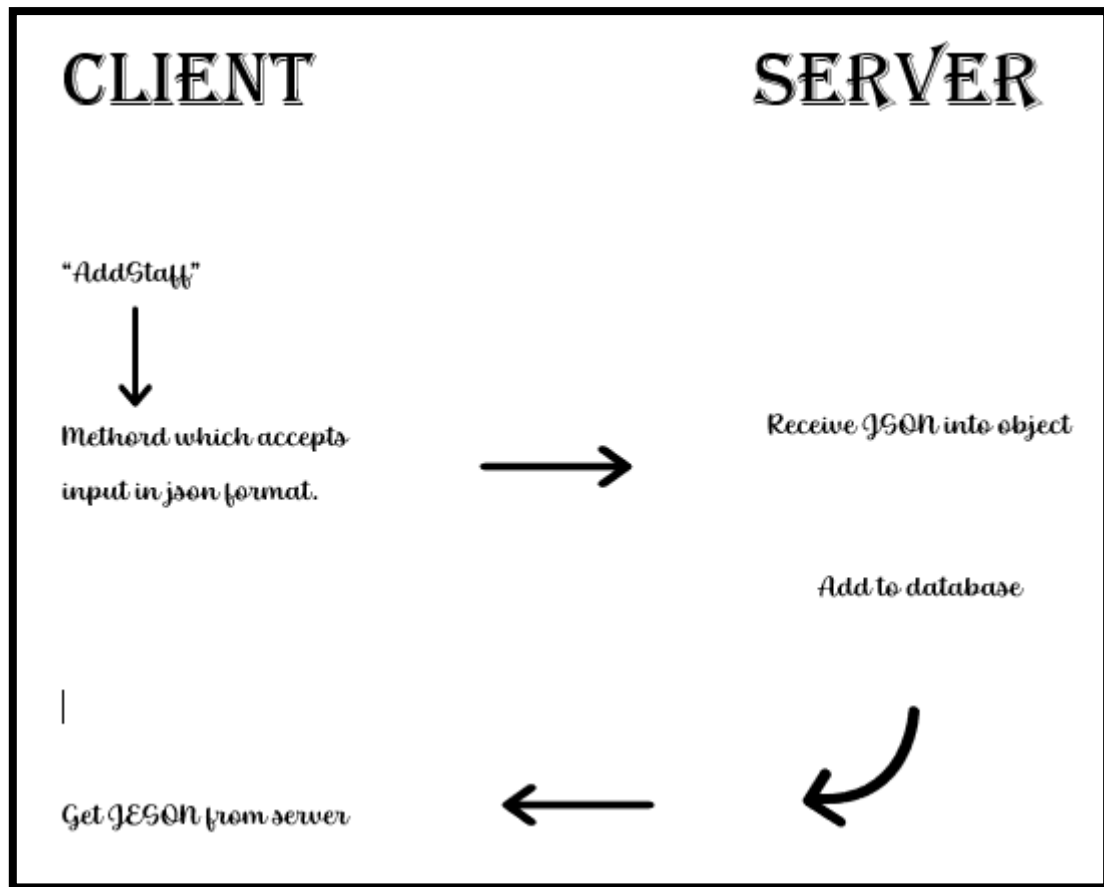 CLIENT
SERVER
“AddStaff”
Methord which accepts
input in json format.
Receive JSON into object
Add to database
Get JESON from server